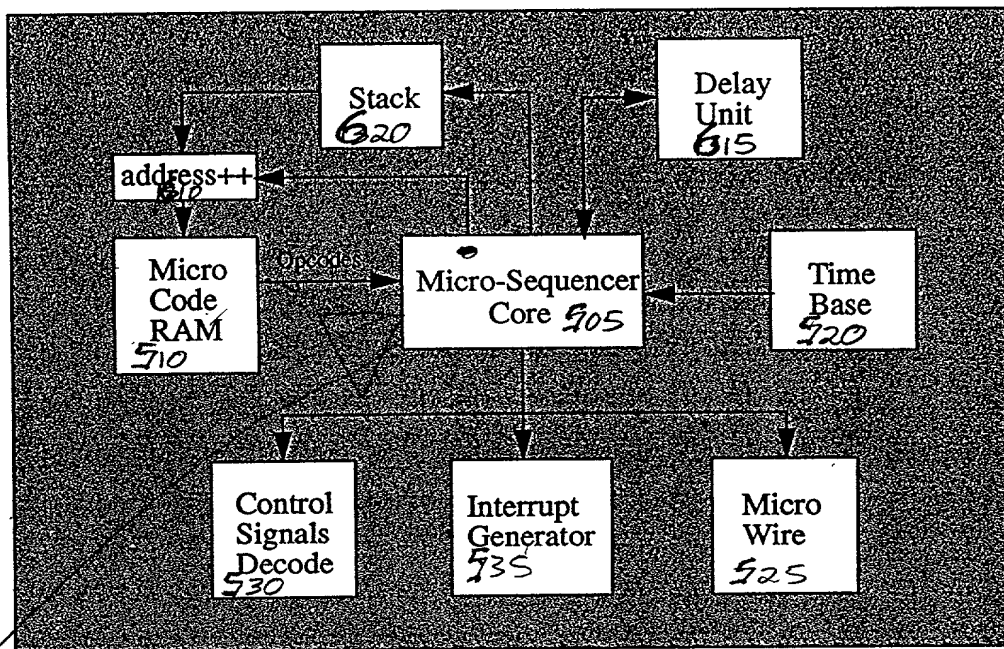 Stack
620
Delay
Unit
615
address++
Micro
Code
RAM
510
Opcodes
Micro-Sequencer
Core 505
Time
Base
520
Control
Signals
Decode
530
Interrupt
Generator
535
Micro
Wire
525